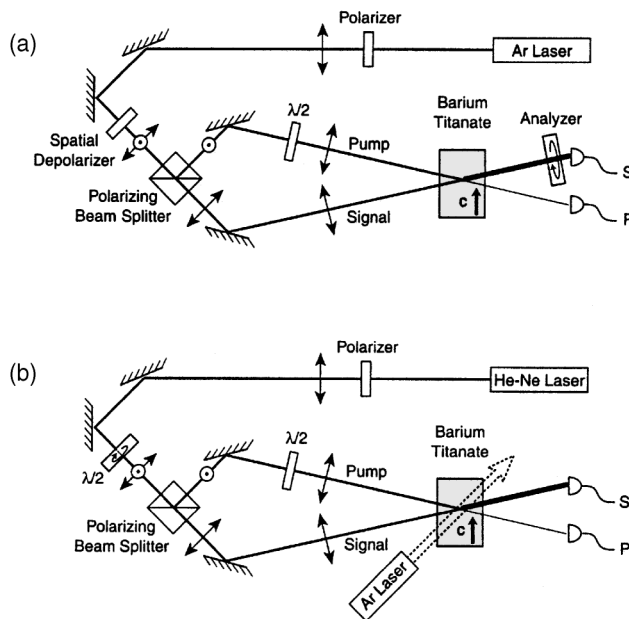 (a)
Polarizer
Ar Laser
Spatial
Depolarizer
λ/2
Pump
Barium
Titanate
Analyzer
S
Polarizing
Beam Splitter
Signal
c
P
(b)
Polarizer
He-Ne Laser
λ/2
λ/2
Pump
Barium
Titanate
S
Polarizing
Beam Splitter
Signal
c
P
Ar Laser